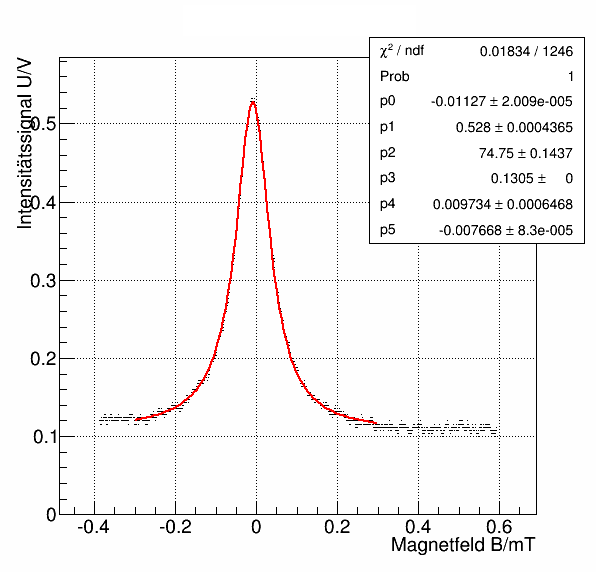 χ² / ndf 0.01834 / 1246
Prob 1
p0 -0.01127 ± 2.009e-005
p1 0.528 ± 0.0004365
p2 74.75 ± 0.1437
p3 0.1305 ± 0
p4 0.009734 ± 0.0006468
p5 -0.007668 ± 8.3e-005
Intensitätssignal U/V
0.5
0.4
0.3
0.2
0.1
0
-0.4 -0.2 0 0.2 0.4 0.6
Magnetfeld B/mT